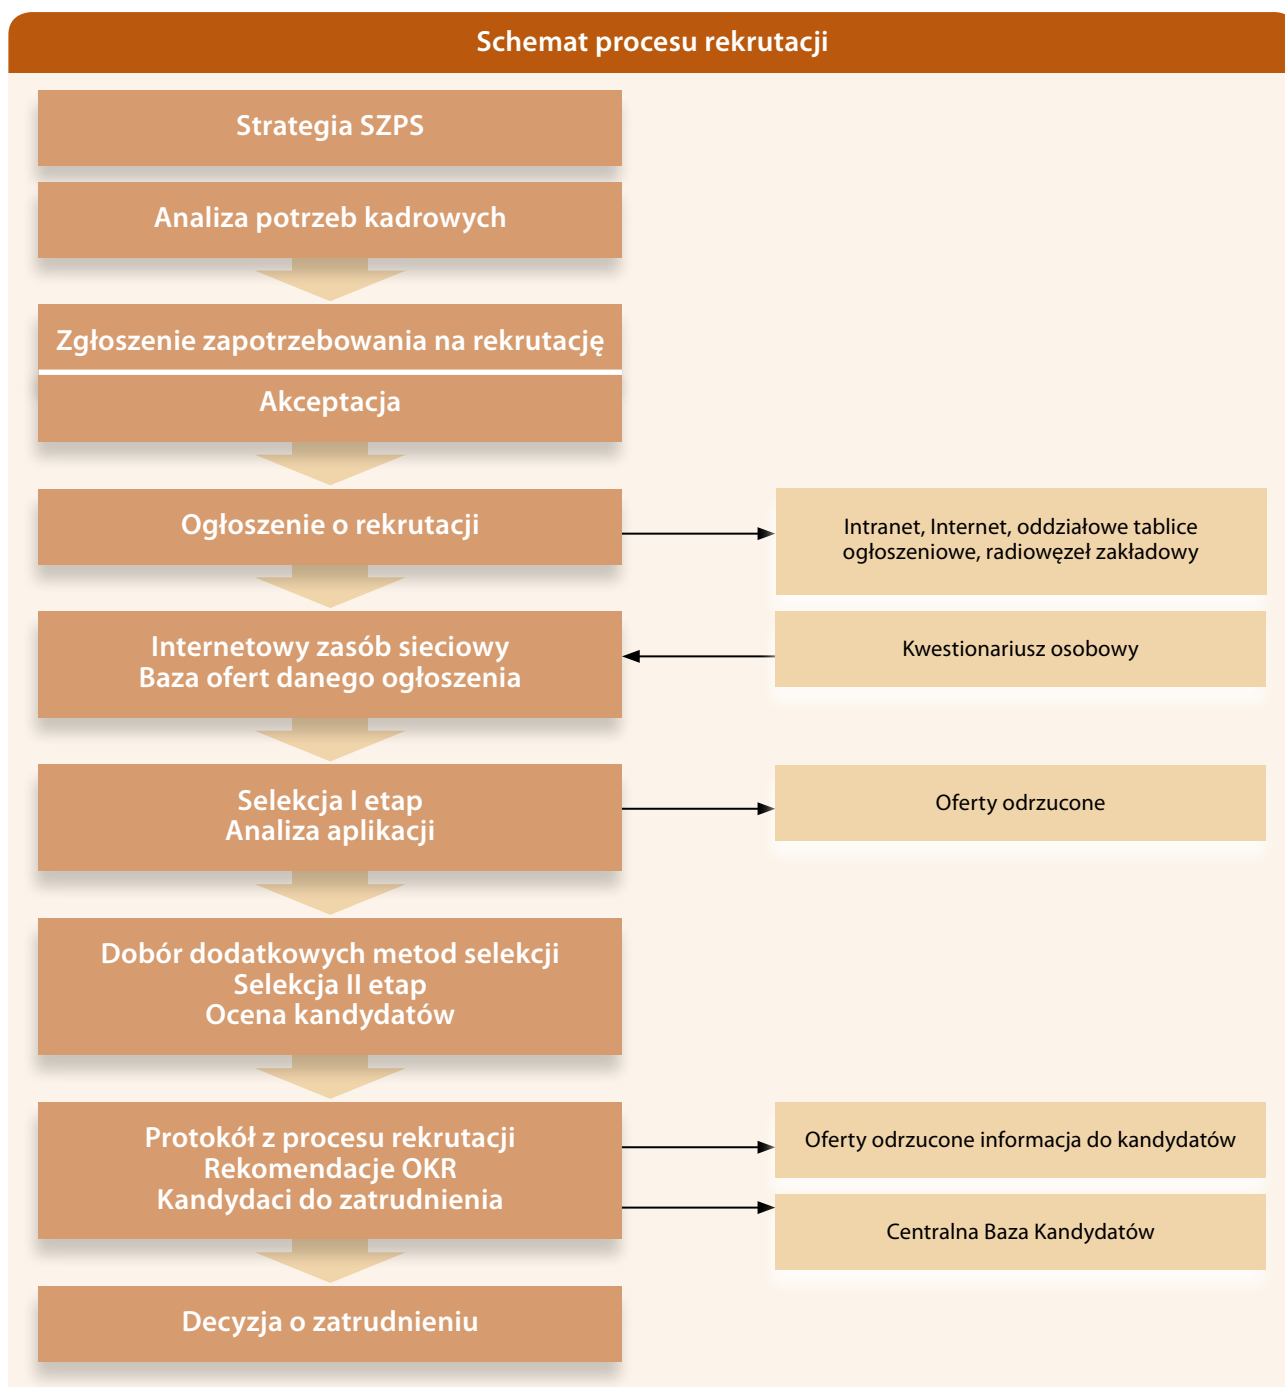 Schemat procesu rekrutacji
Strategia SZPS
Analiza potrzeb kadrowych
Zgłoszenie zapotrzebowania na rekrutację
Akceptacja
Ogłoszenie o rekrutacji
Intranet, Internet, oddziałowe tablice
ogłoszeniowe, radiowęzeł zakładowy
Internetowy zasób sieciowy
Baza ofert danego ogłoszenia
Kwestionariusz osobowy
Selekcja I etap
Analiza aplikacji
Oferty odrzucone
Dobór dodatkowych metod selekcji
Selekcja II etap
Ocena kandydatów
Protokół z procesu rekrutacji
Rekomendacje OKR
Kandydaci do zatrudnienia
Oferty odrzucone informacja do kandydatów
Centralna Baza Kandydatów
Decyzja o zatrudnieniu